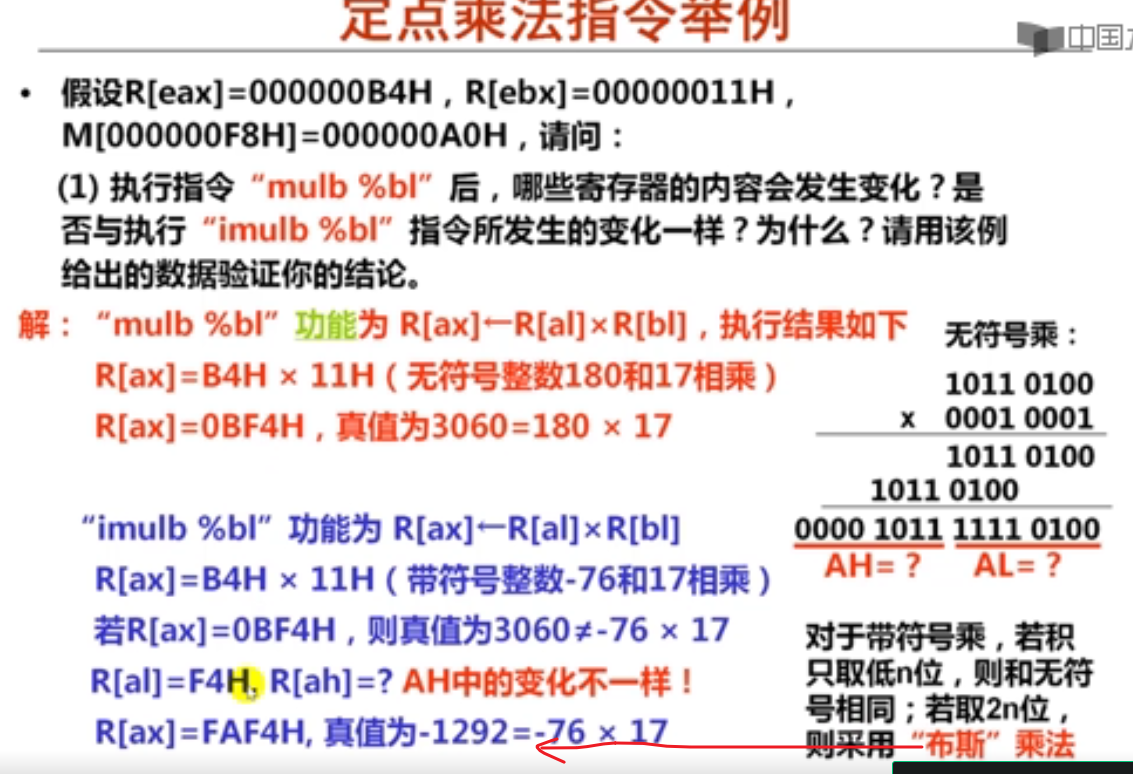 定点乘法指令举例
中国
• 假设R[eax]=000000B4H，R[ebx]=00000011H，
M[000000F8H]=000000A0H，请问：
(1) 执行指令“mulb %bl”后，哪些寄存器的内容会发生变化？是
否与执行“imulb %bl”指令所发生的变化一样？为什么？请用该例
给出的数据验证你的结论。
解：“mulb %bl”功能为 R[ax]←R[al]×R[bl]，执行结果如下
R[ax]=B4H × 11H（无符号整数180和17相乘）
R[ax]=0BF4H，真值为3060=180 × 17
“imulb %bl”功能为 R[ax]←R[al]×R[bl]
R[ax]=B4H × 11H（带符号整数-76和17相乘）
若R[ax]=0BF4H，则真值为3060≠-76 × 17
R[al]=F4H, R[ah]=? AH中的变化不一样！
R[ax]=FAF4H, 真值为-1292=-76 × 17
无符号乘：
1011 0100
x 0001 0001
1011 0100
1011 0100
0000 1011 1111 0100
AH=？ AL=？
对于带符号乘，若积
只取低n位，则和无符
号相同；若取2n位，
则采用“布斯”乘法